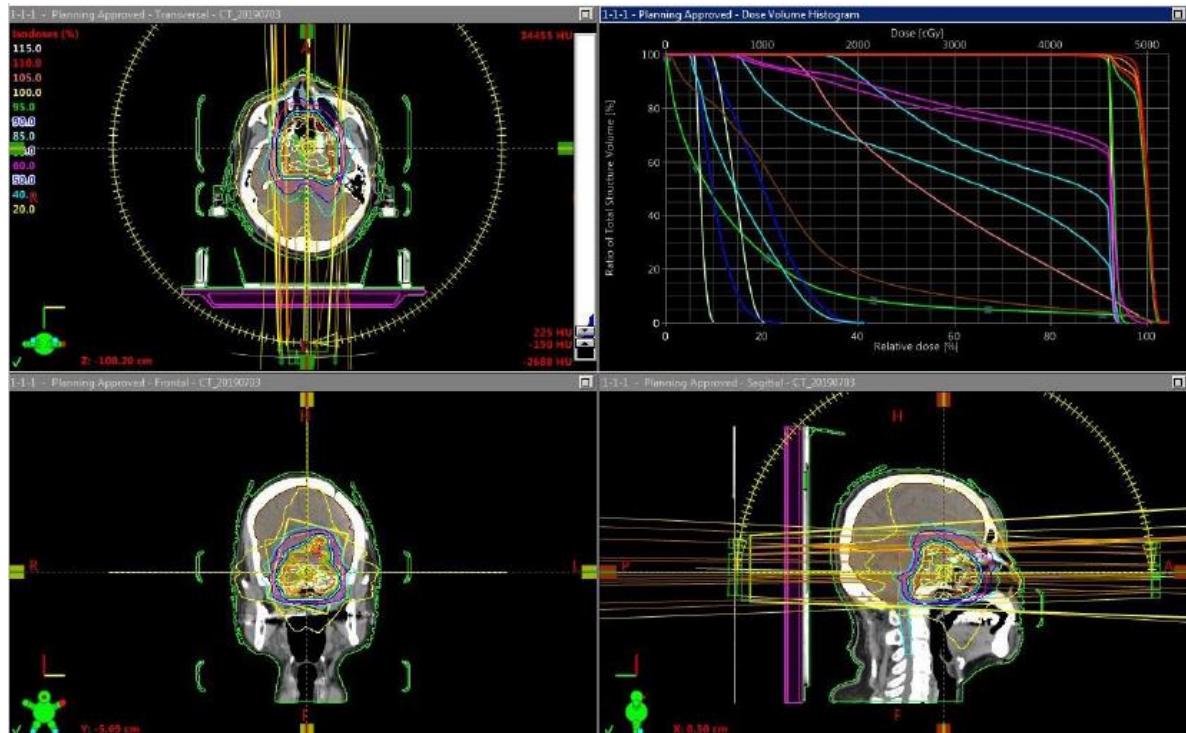 1-1-1 - Planning Approved - Transversal - CT_20190703
Isodoses (%)
115.0
110.0
105.0
100.0
95.0
90.0
85.0
60.0
50.0
40.
20.0
A
R
34455 HU
225 HU
-150 HU
-2688 HU
Z: -108.20 cm
1-1-1 - Planning Approved - Dose Volume Histogram
Dose [cGy]
0 1000 2000 3000 4000 5000
Ratio of Total Structure Volume [%]
100
80
60
40
20
0
0 20 40 60 80 100
Relative dose [%]
1-1-1 - Planning Approved - Frontal - CT_20190703
H
R
L
F
Y: -5.09 cm
1-1-1 - Planning Approved - Sagittal - CT_20190703
H
P
A
F
X: 0.50 cm